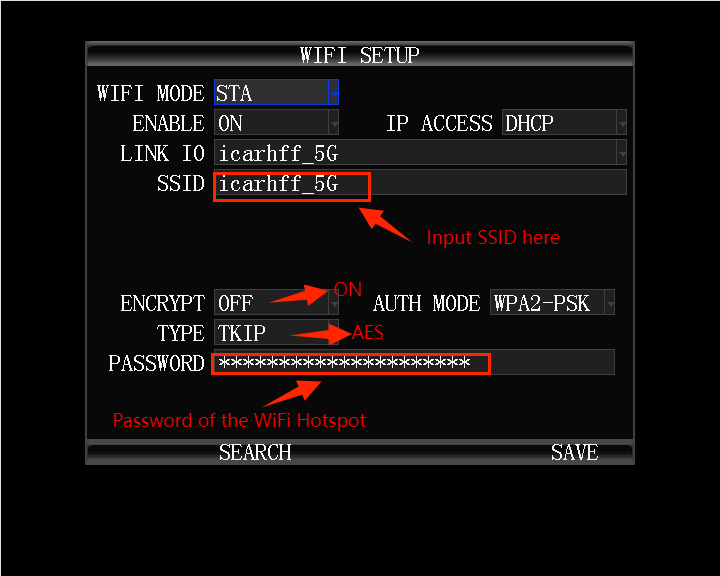 WIFI SETUP
WIFI MODE STA
ENABLE ON IP ACCESS DHCP
LINK IO icarhff_5G
SSID icarhff_5G
Input SSID here
ON
ENCRYPT OFF AUTH MODE WPA2-PSK
TYPE TKIP AES
PASSWORD *********************
Password of the WiFi Hotspot
SEARCH SAVE